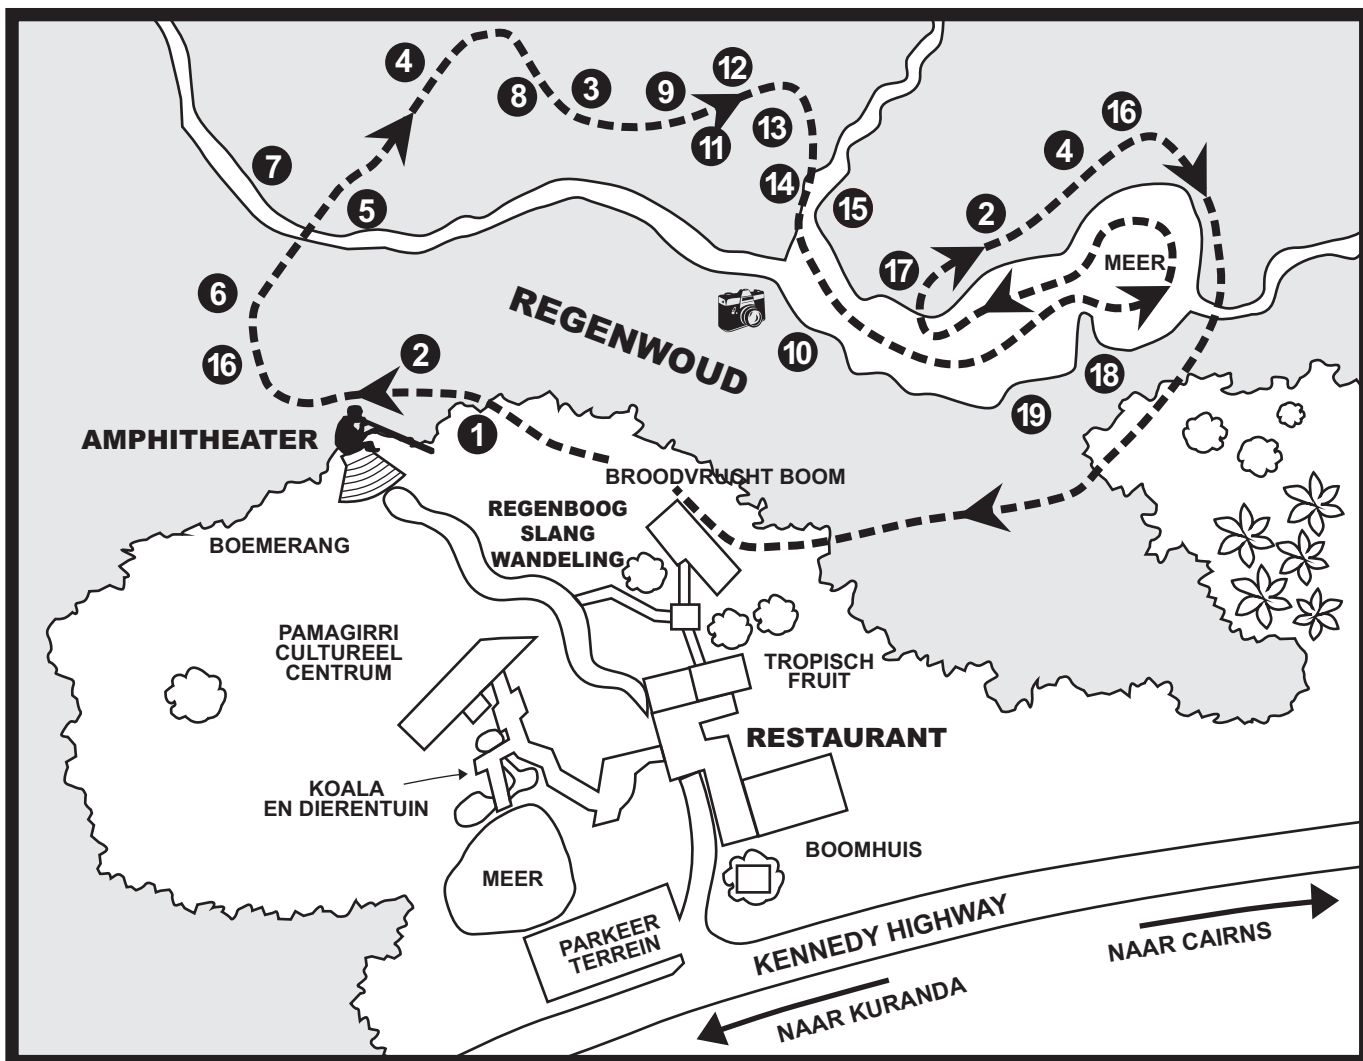 4
12
8
3
9
11
13
16
4
7
5
14
15
2
17
MEER
6
REGENWOUD
16
2
10
18
19
1
AMPHITHEATER
BROODVRUCHT BOOM
REGENBOOG
SLANG
WANDELING
BOEMERANG
PAMAGIRRI
CULTUREEL
CENTRUM
TROPISCH
FRUIT
RESTAURANT
KOALA
EN DIERENTUIN
BOOMHUIS
MEER
PARKEER
TERREIN
KENNEDY HIGHWAY
NAAR CAIRNS
NAAR KURANDA